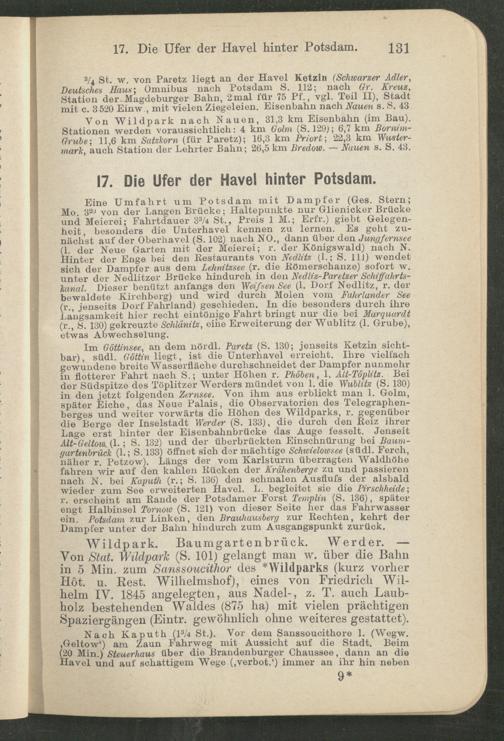 17. Die Ufer der Havel hinter Potsdam. 131
3/4 St. w. von Paretz liegt an der Havel Ketzin (Schwarzer Adler,
Deutsches Haus; Omnibus nach Potsdam S. 112; nach Gr. Kreuz,
Station der Magdeburger Bahn, 2mal für 75 Pf., vgl. Teil II), Stadt
mit c. 3520 Einw., mit vielen Ziegeleien. Eisenbahn nach Nauen s. S. 43
Von Wildpark nach Nauen, 31,3 km Eisenbahn (im Bau).
Stationen werden voraussichtlich: 4 km Golm (S. 129); 6,7 km Bornim-
Grube; 11,6 km Satzkorn (für Paretz); 16,3 km Priort; 22,3 km Wuster-
mark, auch Station der Lehrter Bahn; 26,5 km Bredow. — Nauen s. S. 43.
17. Die Ufer der Havel hinter Potsdam.
Eine Umfahrt um Potsdam mit Dampfer (Ges. Stern;
Mo. von der Langen Brücke; Haltepunkte nur Glienicker Brücke
und Meierei; Fahrtdauer 3 3/4 St., Preis 1 M.; Erfr.) giebt Gelegen-
heit, besonders die Unterhavel kennen zu lernen. Es geht zu-
nächst auf der Oberhavel (S. 102) nach NO., dann über den Jungfernsee
(l. der Neue Garten mit der Meierei; r. der Königswald) nach N.
Hinter der Enge bei den Restaurants von Nedlitz (l.; S. 111) wendet
sich der Dampfer aus dem Lehnitzsee (r. die Römerschanze) sofort w.
unter der Nedlitzer Brücke hindurch in den Nedlitz-Paretzer Schiffahrts-
kanal. Dieser benützt anfangs den Weißen See (l. Dorf Nedlitz, r. der
bewaldete Kirchberg) und wird durch Molen vom Fahrlander See
(r., jenseits Dorf Fahrland) geschieden. In die besonders durch ihre
Langsamkeit hier recht eintönige Fahrt bringt nur die bei Marquardt
(r., S. 130) gekreuzte Schlänitz, eine Erweiterung der Wublitz (l. Grube),
etwas Abwechselung.
Im Göttinsee, an dem nördl. Paretz (S. 130; jenseits Ketzin sicht-
bar), südl. Göttin liegt, ist die Unterhavel erreicht. Ihre vielfach
gewundene breite Wasserfläche durchschneidet der Dampfer nunmehr
in flotterer Fahrt nach S.; unter Höhen r. Phöben, l. Alt-Töplitz. Bei
der Südspitze des Töplitzer Werders mündet von l. die Wublitz (S. 130)
in den jetzt folgenden Zernsee. Von ihm aus erblickt man l. Golm,
später Eiche, das Neue Palais, die Observatorien des Telegraphen-
berges und weiter vorwärts die Höhen des Wildparks, r. gegenüber
die Berge der Inselstadt Werder (S. 133), die durch den Reiz ihrer
Lage erst hinter der Eisenbahnbrücke das Auge fesselt. Jenseit
Alt-Geltow (l.; S. 132) und der überbrückten Einschnürung bei Baum-
gartenbrück (l.; S. 133) öffnet sich der mächtige Schwielowsee (südl. Ferch,
näher r. Petzow). Längs der vom Karlsturm überragten Waldhöhe
fahren wir auf den kahlen Rücken der Krähenberge zu und passieren
nach N. bei Kaputh (r.; S. 136) den schmalen Ausfluß der alsbald
wieder zum See erweiterten Havel. L. begleitet sie die Pirschheide;
r. erscheint am Rande der Potsdamer Forst Templin (S. 136), später
engt Halbinsel Tornow (S. 121) von dieser Seite her das Fahrwasser
ein. Potsdam zur Linken, den Brauhausberg zur Rechten, kehrt der
Dampfer unter der Bahn hindurch zum Ausgangspunkt zurück.
Wildpark. Baumgartenbrück. Werder. —
Von Stat. Wildpark (S. 101) gelangt man w. über die Bahn
in 5 Min. zum Sanssoucithor des *Wildparks (kurz vorher
Hôt. u. Rest. Wilhelmshof), eines von Friedrich Wil-
helm IV. 1845 angelegten, aus Nadel-, z. T. auch Laub-
holz bestehenden Waldes (875 ha) mit vielen prächtigen
Spaziergängen (Eintr. gewöhnlich ohne weiteres gestattet).
Nach Kaputh (1 3/4 St.). Vor dem Sanssoucithore l. (Wegw.
‚Geltow‘) am Zaun Fahrweg mit Aussicht auf die Stadt. Beim
(20 Min.) Steuerhaus über die Brandenburger Chaussee, dann an die
Havel und auf schattigem Wege (‚verbot.‘) immer an ihr hin neben
9*